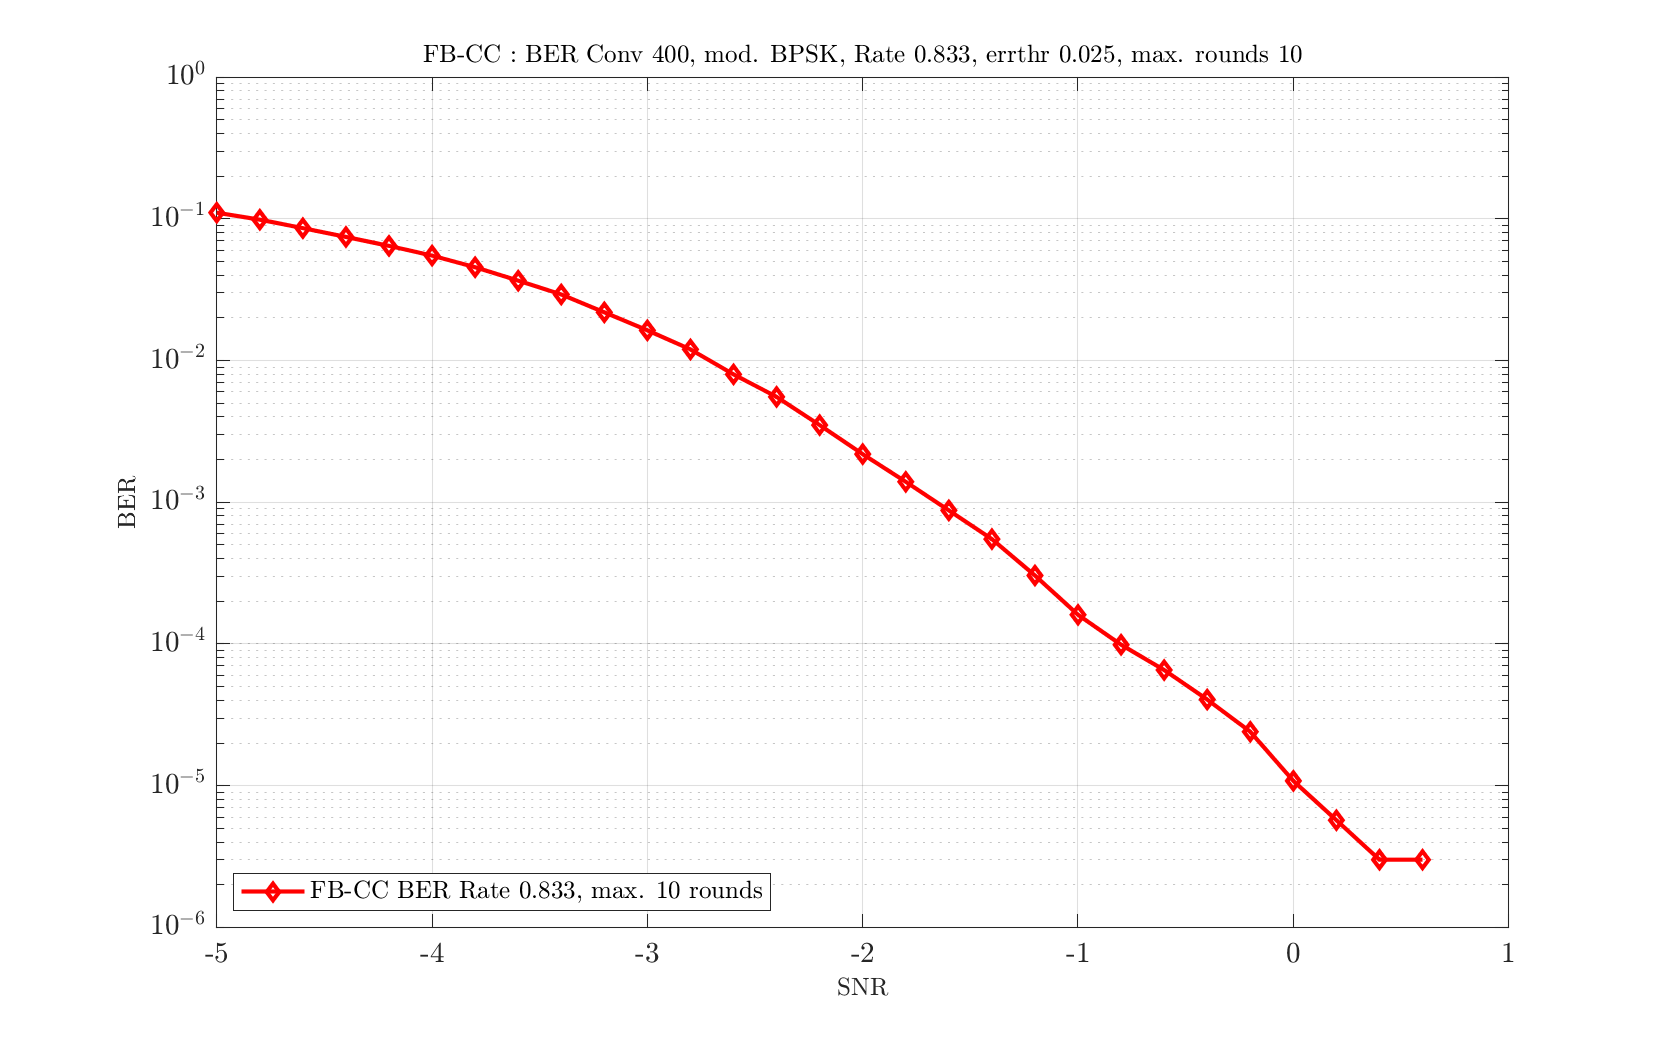 FB-CC : BER Conv 400, mod. BPSK, Rate 0.833, errthr 0.025, max. rounds 10
10^0
10^−1
10^−2
10^−3
10^−4
10^−5
10^−6
BER
FB-CC BER Rate 0.833, max. 10 rounds
-5 -4 -3 -2 -1 0 1
SNR